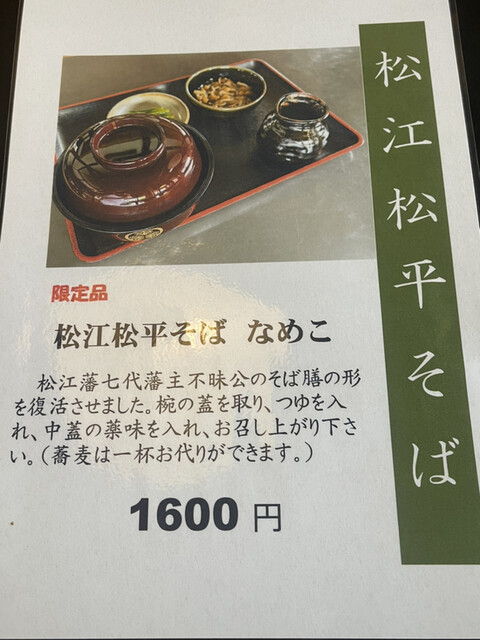 松江松平そば
限定品
松江松平そば なめこ
松江藩七代藩主不昧公のそば膳の形
を復活させました。椀の蓋を取り、つゆを入
れ、中蓋の薬味を入れ、お召し上がり下さ
い。(蕎麦は一杯お代りができます。)
1600 円